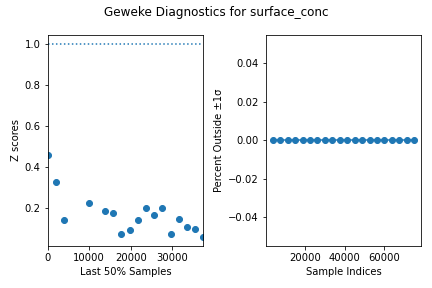 Geweke Diagnostics for surface_conc
Z scores
1.0
0.8
0.6
0.4
0.2
0 10000 20000 30000
Last 50% Samples
Percent Outside ±1σ
0.04
0.02
0.00
−0.02
−0.04
20000 40000 60000
Sample Indices